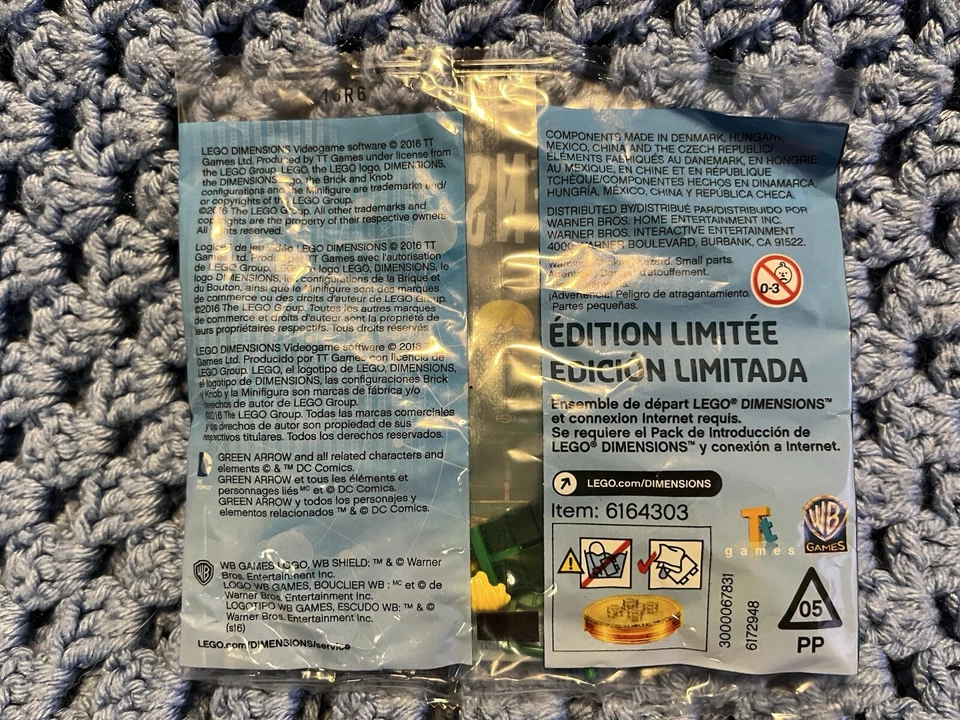 LEGO DIMENSIONS Videogame software © 2016 TT
Games Ltd. Produced by TT Games under license from
the LEGO Group. LEGO, the LEGO logo, DIMENSIONS,
the DIMENSIONS logo, the Brick and Knob
configurations and the Minifigure are trademarks and/
or copyrights of the LEGO Group.
©2016 The LEGO Group. All other trademarks and
copyrights are the property of their respective owners.
All rights reserved.
Logiciel de jeu vidéo LEGO DIMENSIONS © 2016 TT
Games Ltd. Produit par TT Games avec l'autorisation
de LEGO Group. LEGO, le logo LEGO, DIMENSIONS, le
logo DIMENSIONS, les configurations de la Brique et
du Bouton, ainsi que la Minifigure sont des marques
de commerce ou des droits d'auteur de LEGO Group.
©2016 The LEGO Group. Toutes les autres marques
de commerce et droits d'auteur sont la propriété de
leurs propriétaires respectifs. Tous droits réservés.
LEGO DIMENSIONS Videogame software © 2016
Games Ltd. Producido por TT Games con licencia de
LEGO Group. LEGO, el logotipo de LEGO, DIMENSIONS,
el logotipo de DIMENSIONS, las configuraciones Brick
y Knob y la Minifigura son marcas de fábrica y/o
derechos de autor de LEGO Group.
©2016 The LEGO Group. Todas las marcas comerciales
y los derechos de autor son propiedad de sus
respectivos titulares. Todos los derechos reservados.
DC COMICS
GREEN ARROW and all related characters and
elements © & ™ DC Comics.
GREEN ARROW et tous les éléments et
personnages liés MC et © DC Comics.
GREEN ARROW y todos los personajes y
elementos relacionados ™ & © DC Comics.
WB GAMES LOGO, WB SHIELD: ™ & © Warner
Bros. Entertainment Inc.
LOGO WB GAMES, BOUCLIER WB : MC et © de
Warner Bros. Entertainment Inc.
LOGOTIPO WB GAMES, ESCUDO WB: ™ & ©
Warner Bros. Entertainment Inc.
(s16)
LEGO.com/DIMENSIONS/service
COMPONENTS MADE IN DENMARK, HUNGARY,
MEXICO, CHINA AND THE CZECH REPUBLIC/
ÉLÉMENTS FABRIQUÉS AU DANEMARK, EN HONGRIE,
AU MEXIQUE, EN CHINE ET EN RÉPUBLIQUE
TCHÈQUE/COMPONENTES HECHOS EN DINAMARCA,
HUNGRÍA, MÉXICO, CHINA Y REPÚBLICA CHECA.
DISTRIBUTED BY/DISTRIBUÉ PAR/DISTRIBUIDO POR
WARNER BROS. HOME ENTERTAINMENT INC.
WARNER BROS. INTERACTIVE ENTERTAINMENT
4000 WARNER BOULEVARD, BURBANK, CA 91522.
Warning! Choking hazard. Small parts.
Attention! Danger d'étouffement.
¡Advertencia! Peligro de atragantamiento.
Partes pequeñas.
0-3
ÉDITION LIMITÉE
EDICIÓN LIMITADA
Ensemble de départ LEGO® DIMENSIONS™
et connexion Internet requis.
Se requiere el Pack de Introducción de
LEGO® DIMENSIONS™ y conexión a Internet.
LEGO.com/DIMENSIONS
Item: 6164303
Tt games
WB GAMES
3000067831
6172948
05
PP